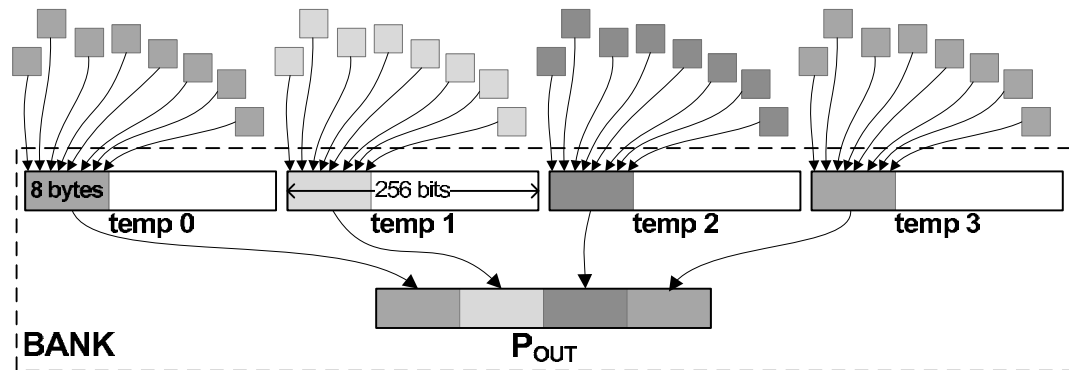 8 bytes
256 bits
temp 0
temp 1
temp 2
temp 3
BANK
POUT